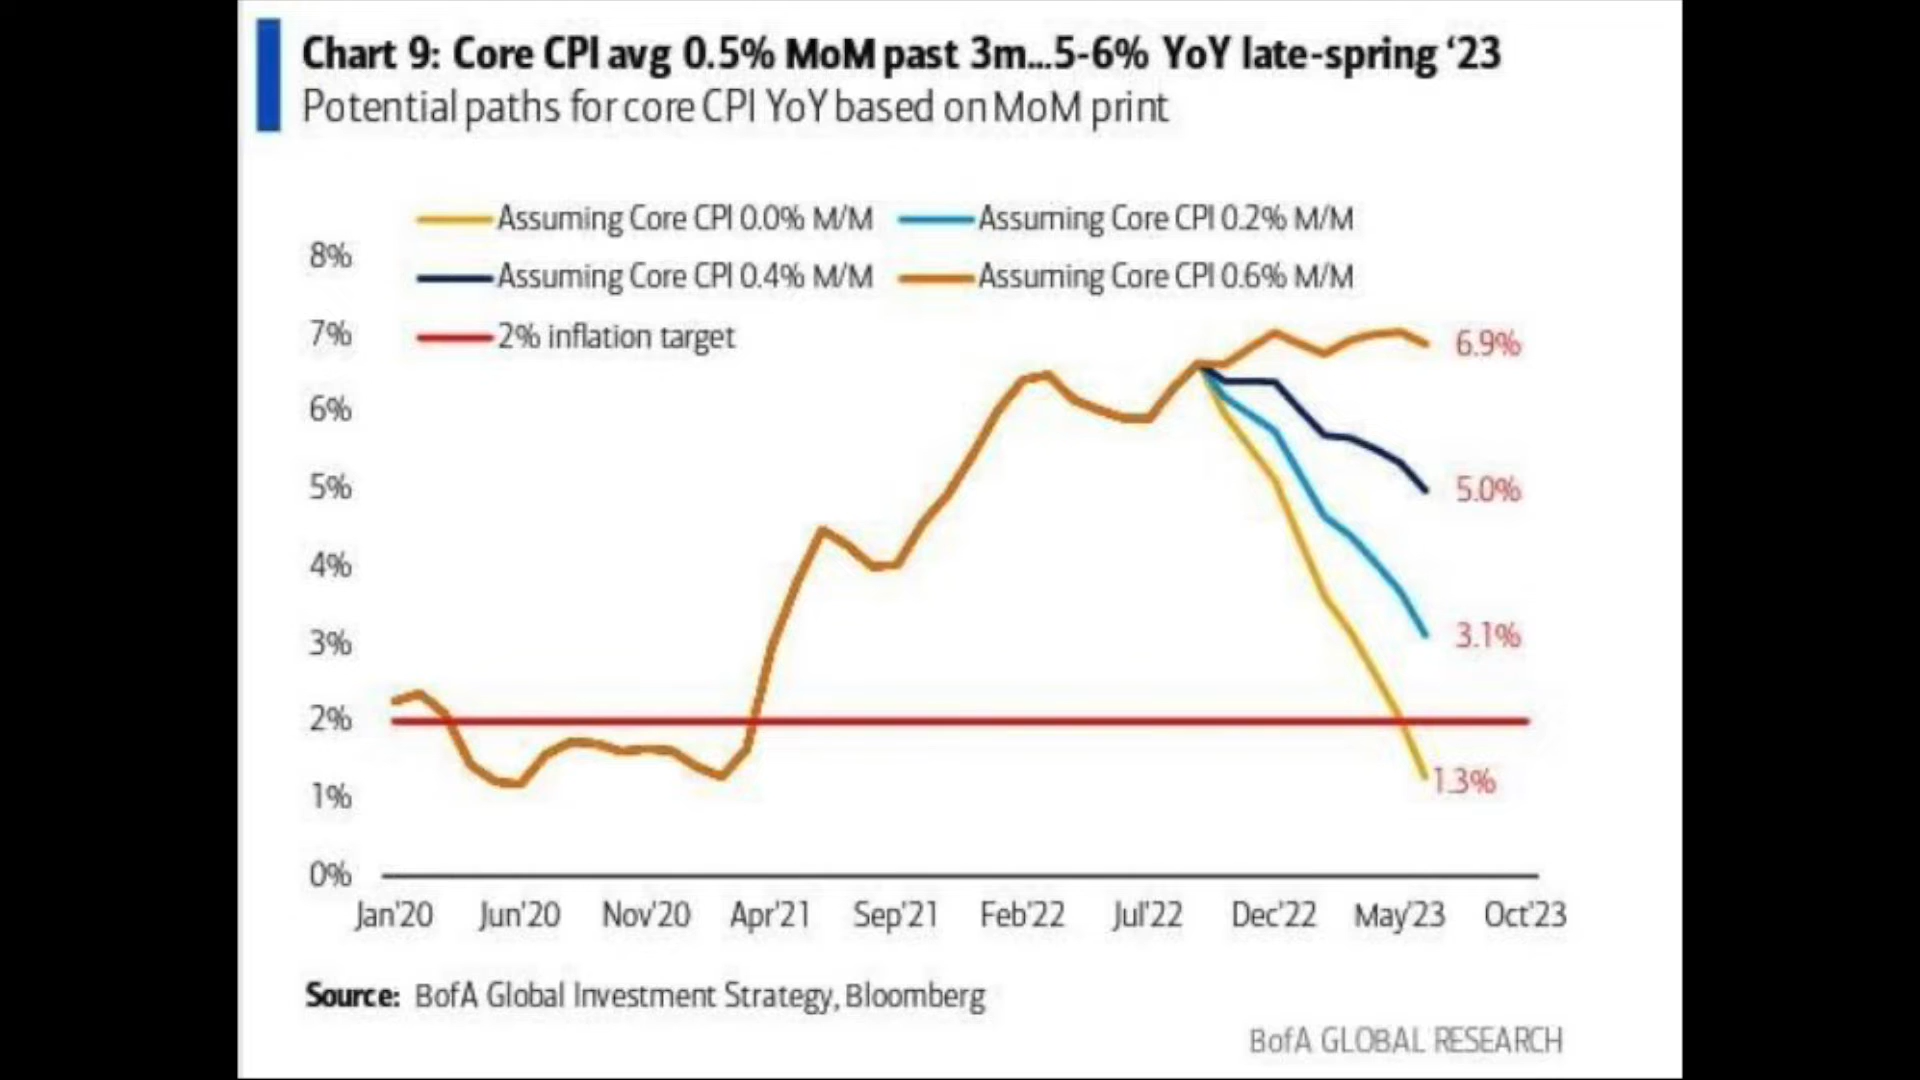 Chart 9: Core CPI avg 0.5% MoM past 3m...5-6% YoY late-spring ‘23
Potential paths for core CPI YoY based on MoM print
Assuming Core CPI 0.0% M/M
Assuming Core CPI 0.2% M/M
Assuming Core CPI 0.4% M/M
Assuming Core CPI 0.6% M/M
2% inflation target
8%
7%
6%
5%
4%
3%
2%
1%
0%
6.9%
5.0%
3.1%
1.3%
Jan'20 Jun'20 Nov'20 Apr'21 Sep'21 Feb'22 Jul'22 Dec'22 May'23 Oct'23
Source: BofA Global Investment Strategy, Bloomberg
BofA GLOBAL RESEARCH